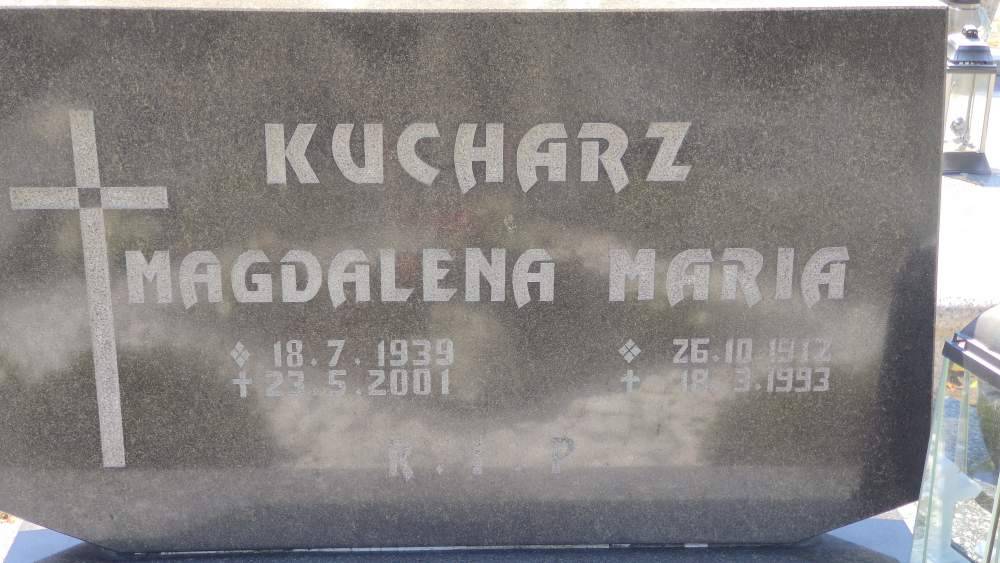 KUCHARZ
MAGDALENA MARIA
18.7.1939 26.10.1912
23.5.2001 18.3.1993
R.I.P